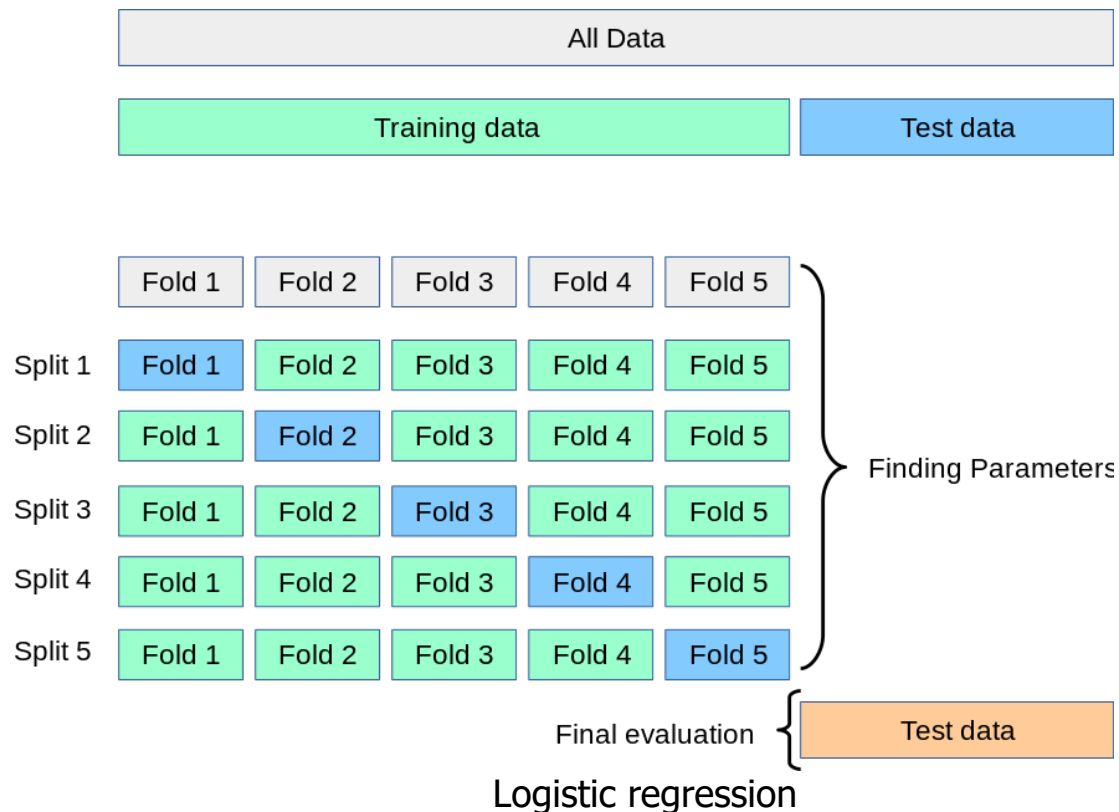 All Data
Training data Test data
Fold 1 Fold 2 Fold 3 Fold 4 Fold 5
Split 1 Fold 1 Fold 2 Fold 3 Fold 4 Fold 5
Split 2 Fold 1 Fold 2 Fold 3 Fold 4 Fold 5
Finding Parameters
Split 3 Fold 1 Fold 2 Fold 3 Fold 4 Fold 5
Split 4 Fold 1 Fold 2 Fold 3 Fold 4 Fold 5
Split 5 Fold 1 Fold 2 Fold 3 Fold 4 Fold 5
Final evaluation Test data
Logistic regression